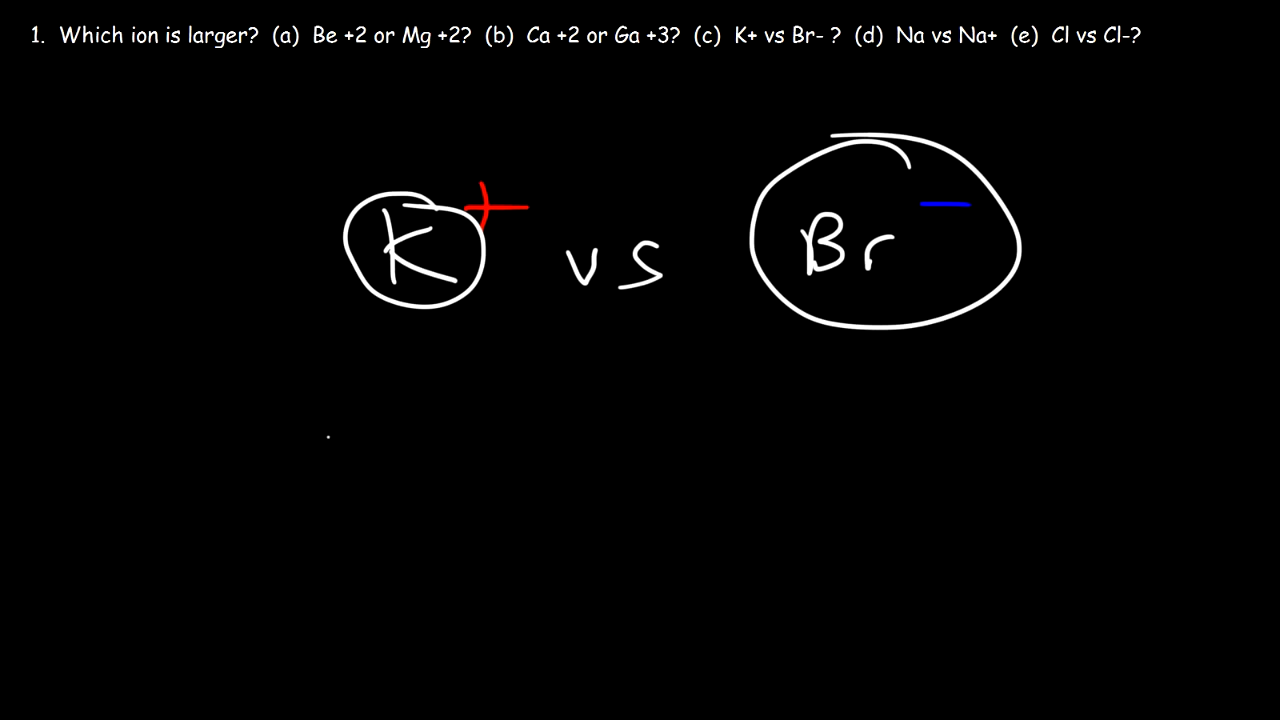 1. Which ion is larger? (a) Be +2 or Mg +2? (b) Ca +2 or Ga +3? (c) K+ vs Br- ? (d) Na vs Na+ (e) Cl vs Cl-?
K+ vs Br-